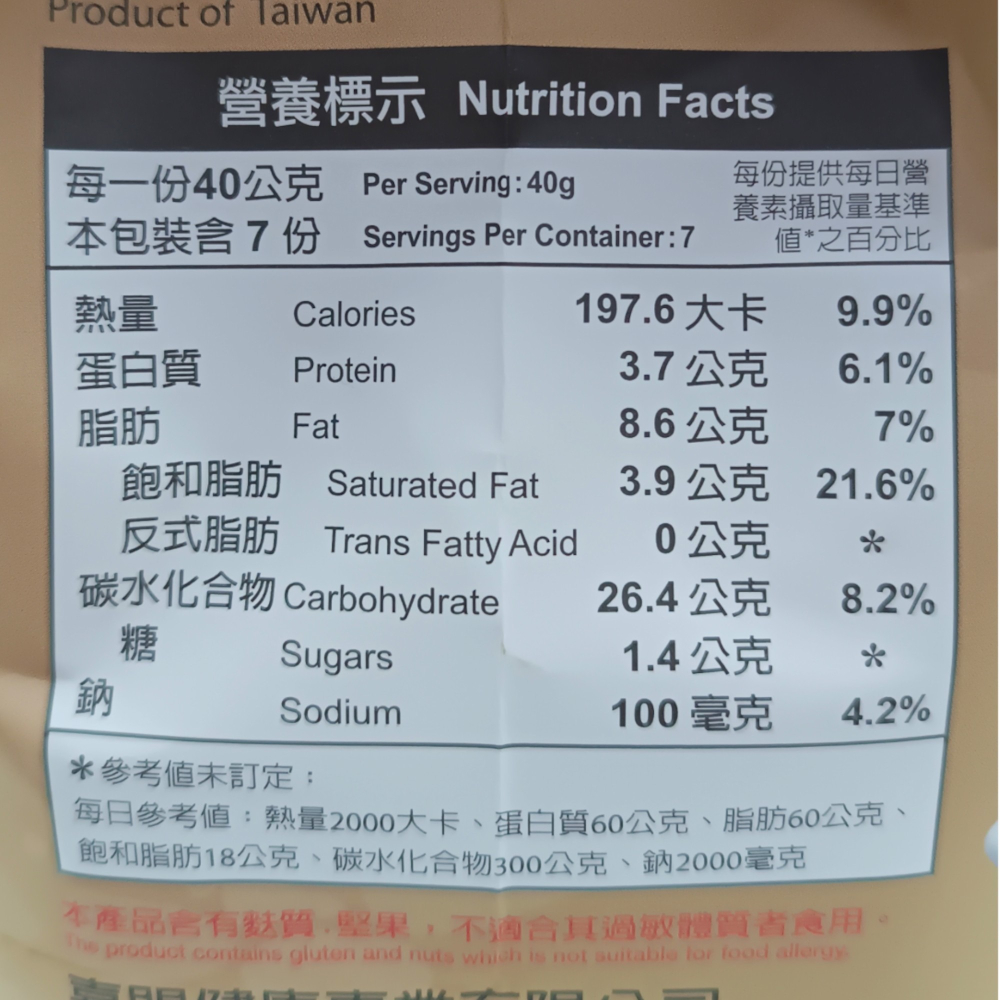 Product of Taiwan
營養標示 Nutrition Facts
每一份40公克 Per Serving:40g
本包裝含 7 份 Servings Per Container:7
每份提供每日營
養素攝取量基準
值*之百分比
熱量 Calories 197.6 大卡 9.9%
蛋白質 Protein 3.7 公克 6.1%
脂肪 Fat 8.6 公克 7%
飽和脂肪 Saturated Fat 3.9 公克 21.6%
反式脂肪 Trans Fatty Acid 0 公克 *
碳水化合物 Carbohydrate 26.4 公克 8.2%
糖 Sugars 1.4 公克 *
鈉 Sodium 100 毫克 4.2%
*參考值未訂定；
每日參考值：熱量2000大卡、蛋白質60公克、脂肪60公克、
飽和脂肪18公克、碳水化合物300公克、鈉2000毫克
本產品含有麩質.堅果，不適合其過敏體質者食用。
The product contains gluten and nuts which is not suitable for food allergy.